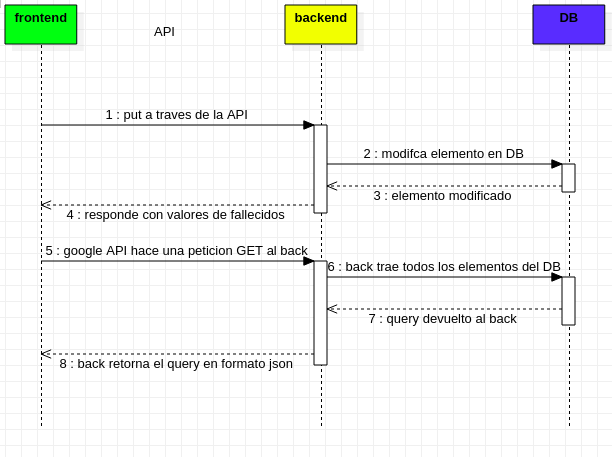 frontend
API
backend
DB
1 : put a traves de la API
2 : modifca elemento en DB
3 : elemento modificado
4 : responde con valores de fallecidos
5 : google API hace una peticion GET al back
6 : back trae todos los elementos del DB
7 : query devuelto al back
8 : back retorna el query en formato json